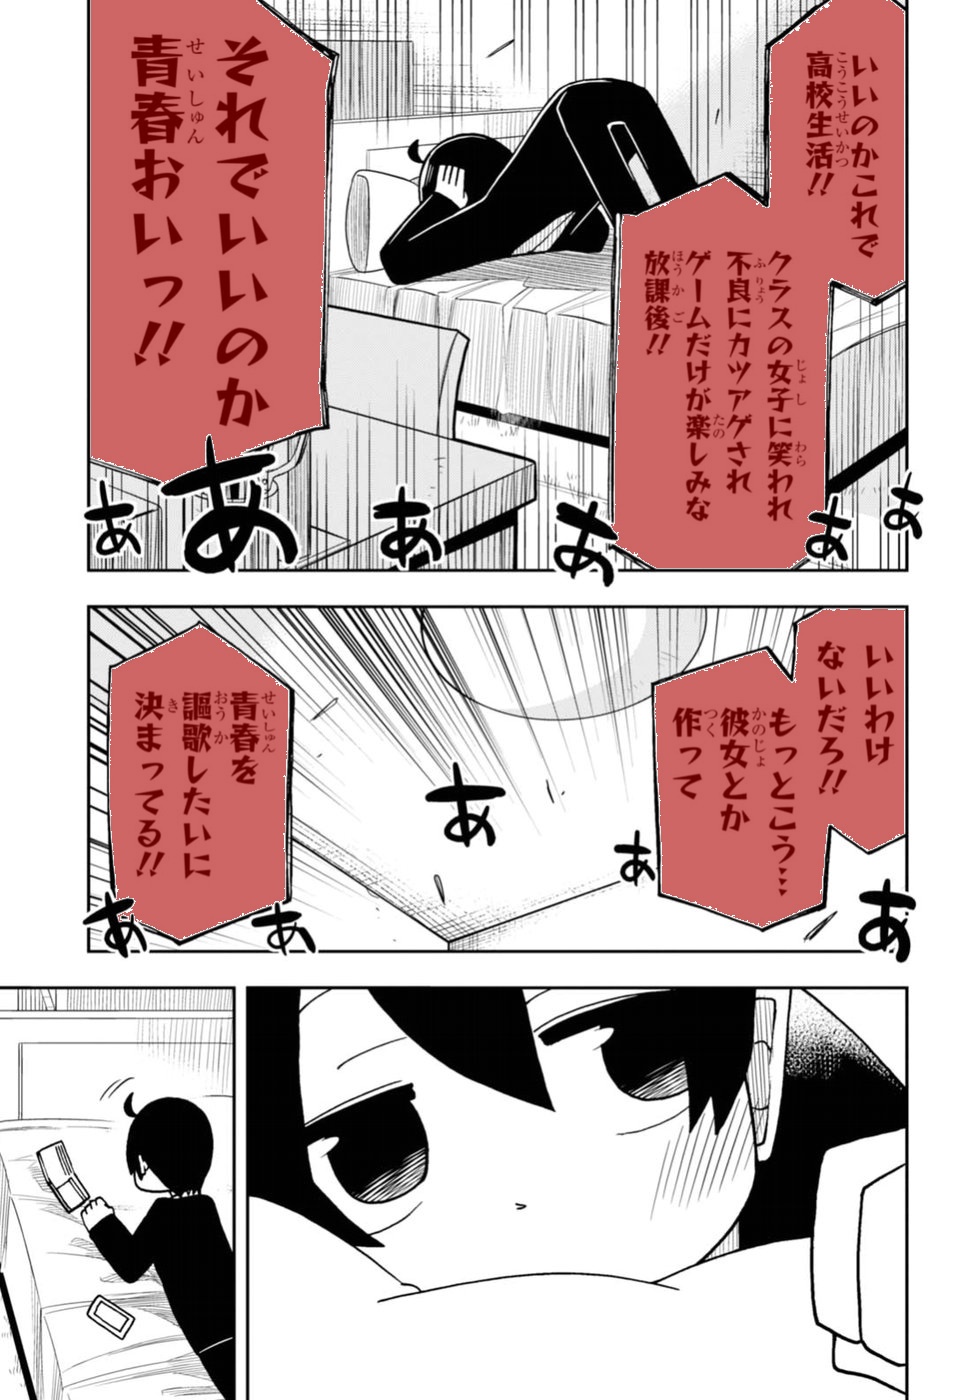 いいのかこれで
高校生活!!
クラスの女子に笑われ
不良にカツアゲされ
ゲームだけが楽しみな
放課後!!
それでいいのか
青春おいっ!!
ああああああ
いいわけ
ないだろ!!
もっとこう…
彼女とか
作って
青春を
謳歌したいに
決まってる!!
あああああ